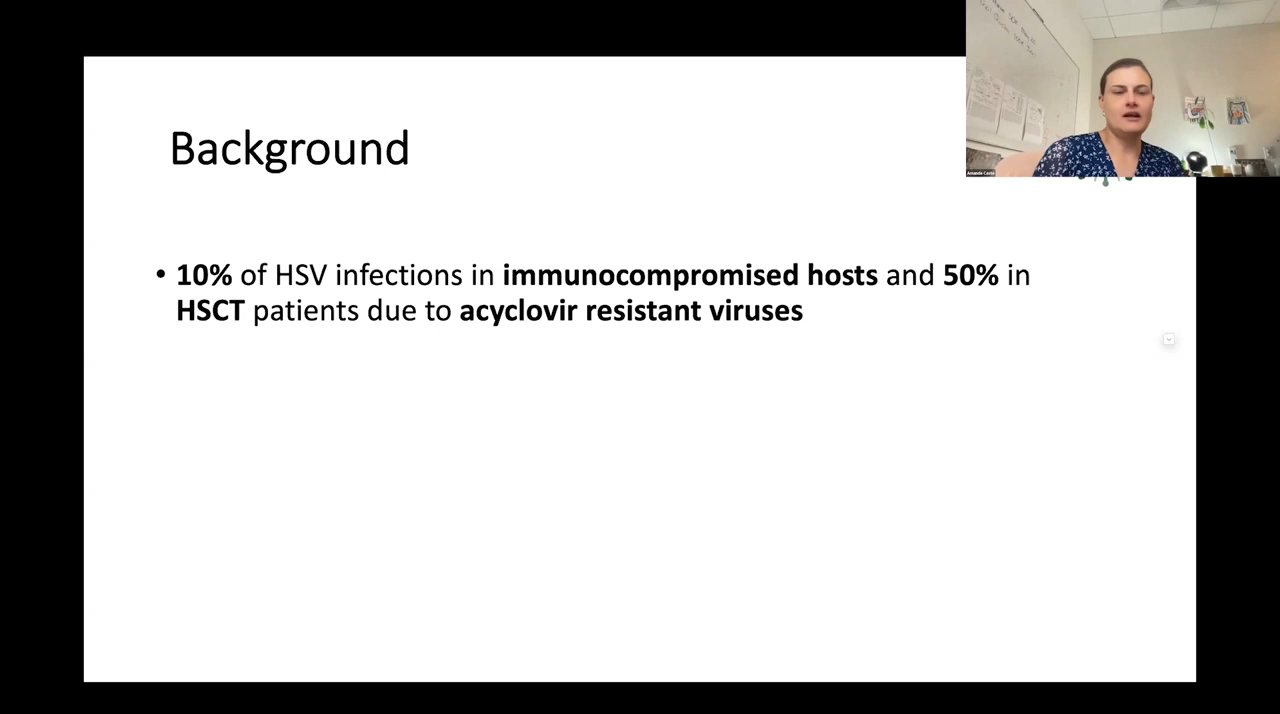 Background
• 10% of HSV infections in immunocompromised hosts and 50% in
HSCT patients due to acyclovir resistant viruses